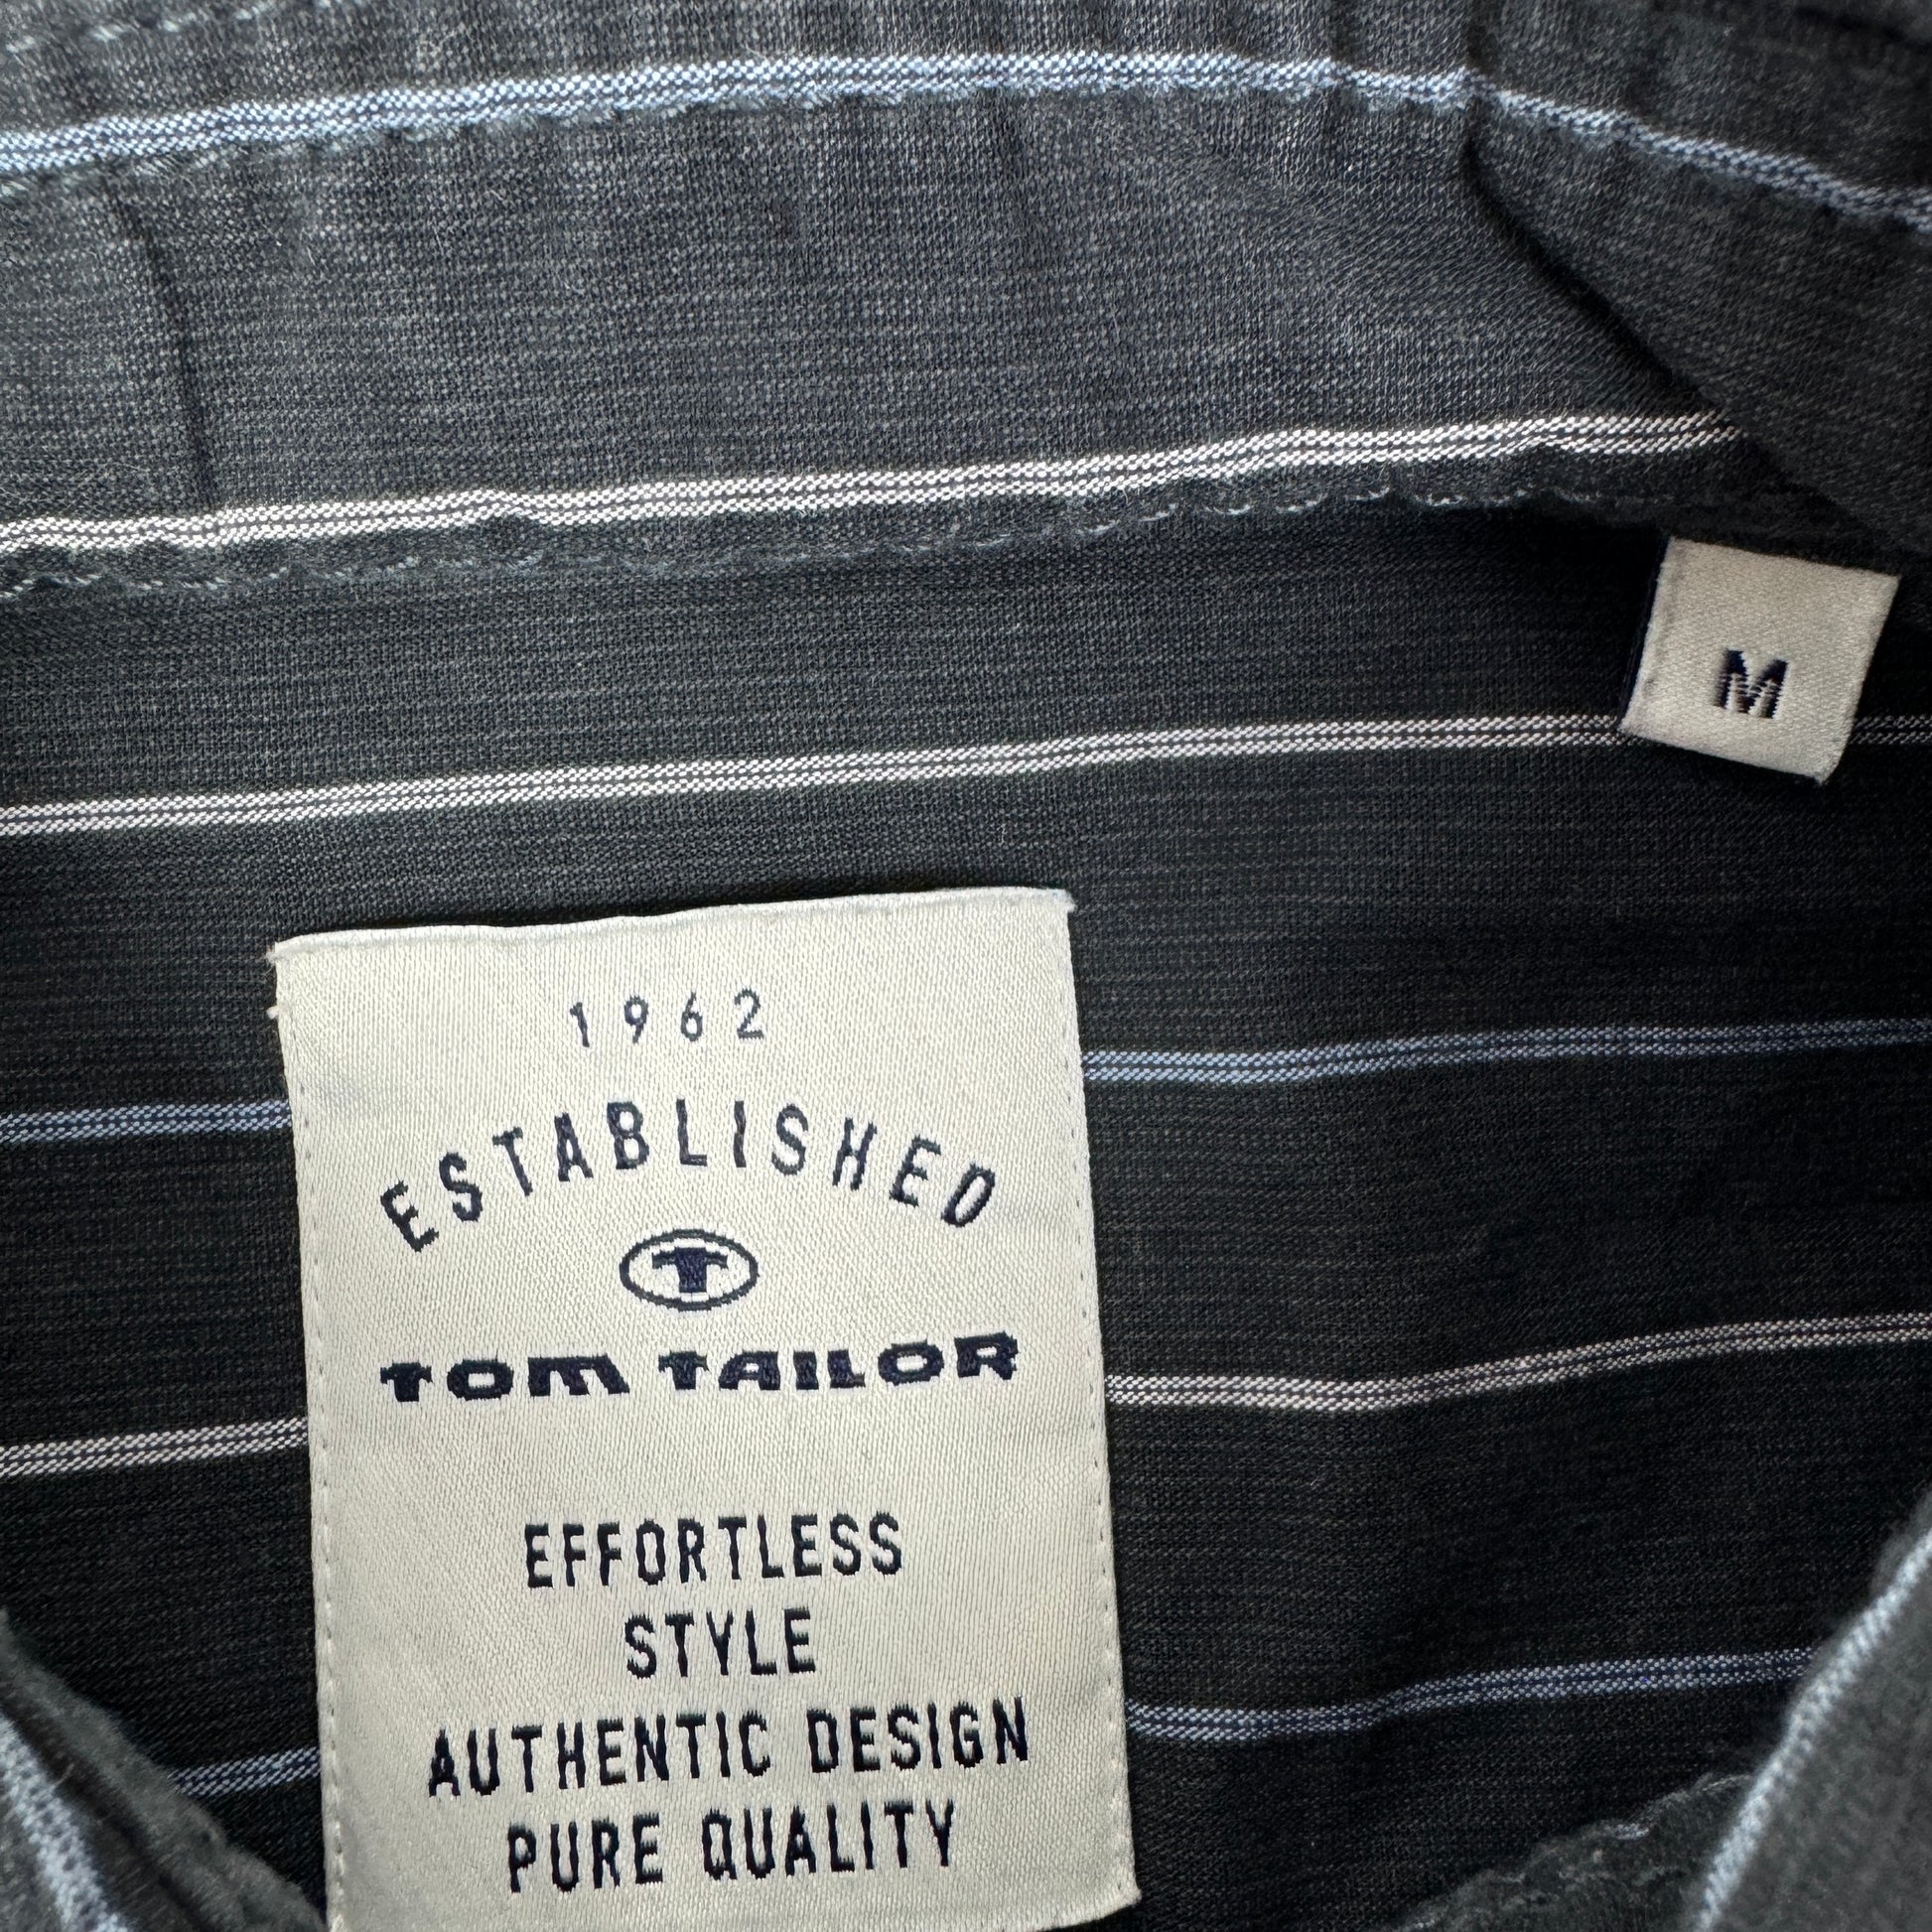 M
1962
ESTABLISHED
T
TOM TAILOR
EFFORTLESS
STYLE
AUTHENTIC DESIGN
PURE QUALITY